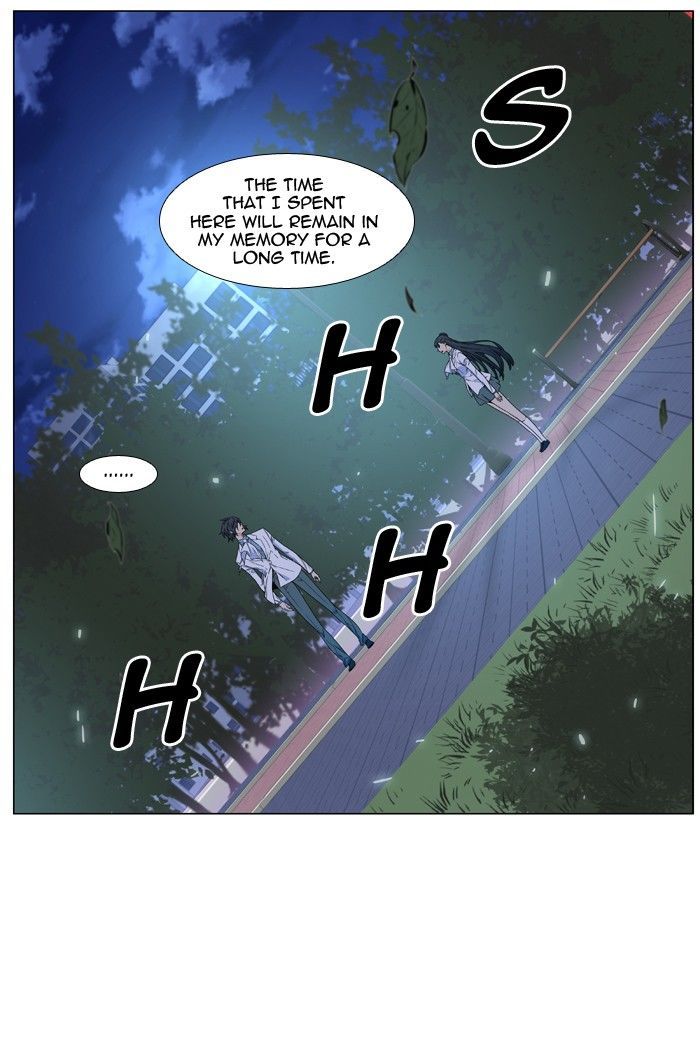 S
THE TIME
THAT I SPENT
HERE WILL REMAIN IN
MY MEMORY FOR A
LONG TIME.
H
......
H
H